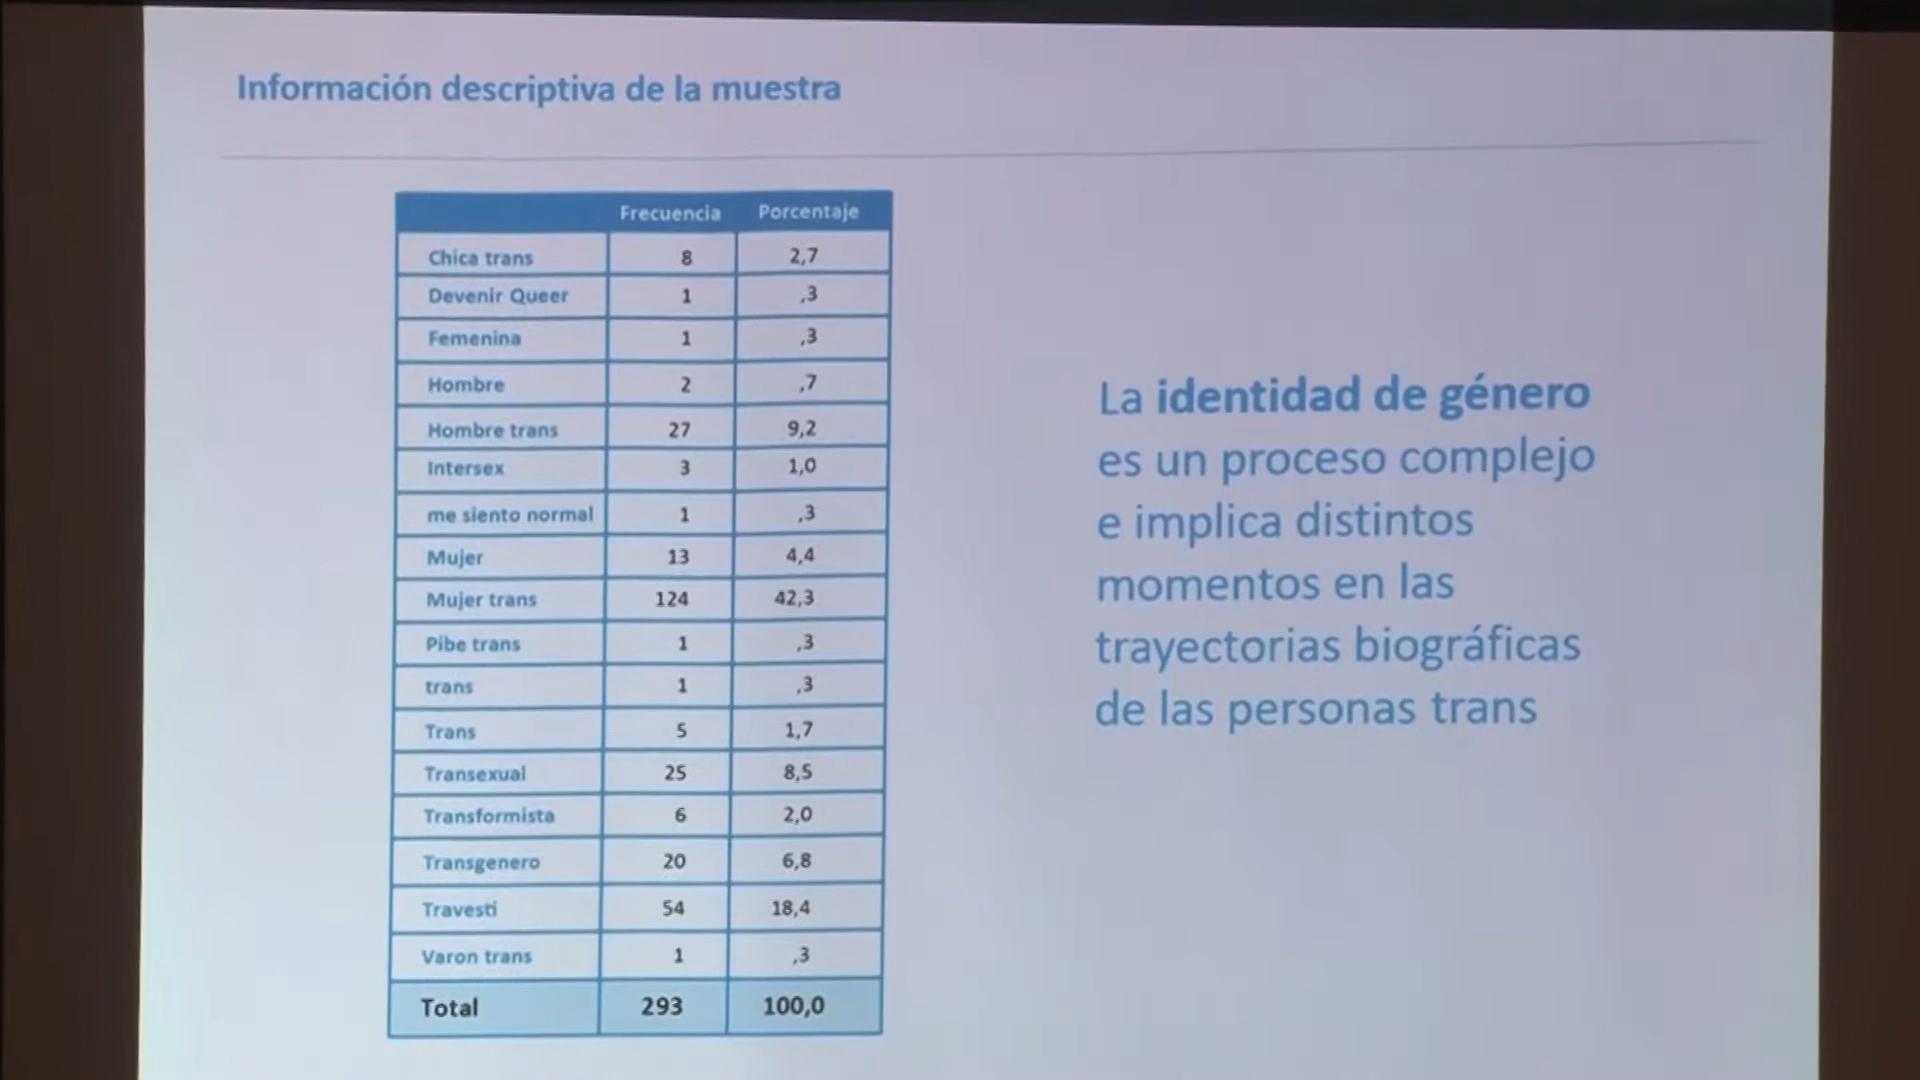 Información descriptiva de la muestra
Frecuencia Porcentaje
Chica trans 8 2,7
Devenir Queer 1 ,3
Femenina 1 ,3
Hombre 2 ,7
Hombre trans 27 9,2
Intersex 3 1,0
me siento normal 1 ,3
Mujer 13 4,4
Mujer trans 124 42,3
Pibe trans 1 ,3
trans 1 ,3
Trans 5 1,7
Transexual 25 8,5
Transformista 6 2,0
Transgenero 20 6,8
Travesti 54 18,4
Varon trans 1 ,3
Total 293 100,0
La identidad de género
es un proceso complejo
e implica distintos
momentos en las
trayectorias biográficas
de las personas trans